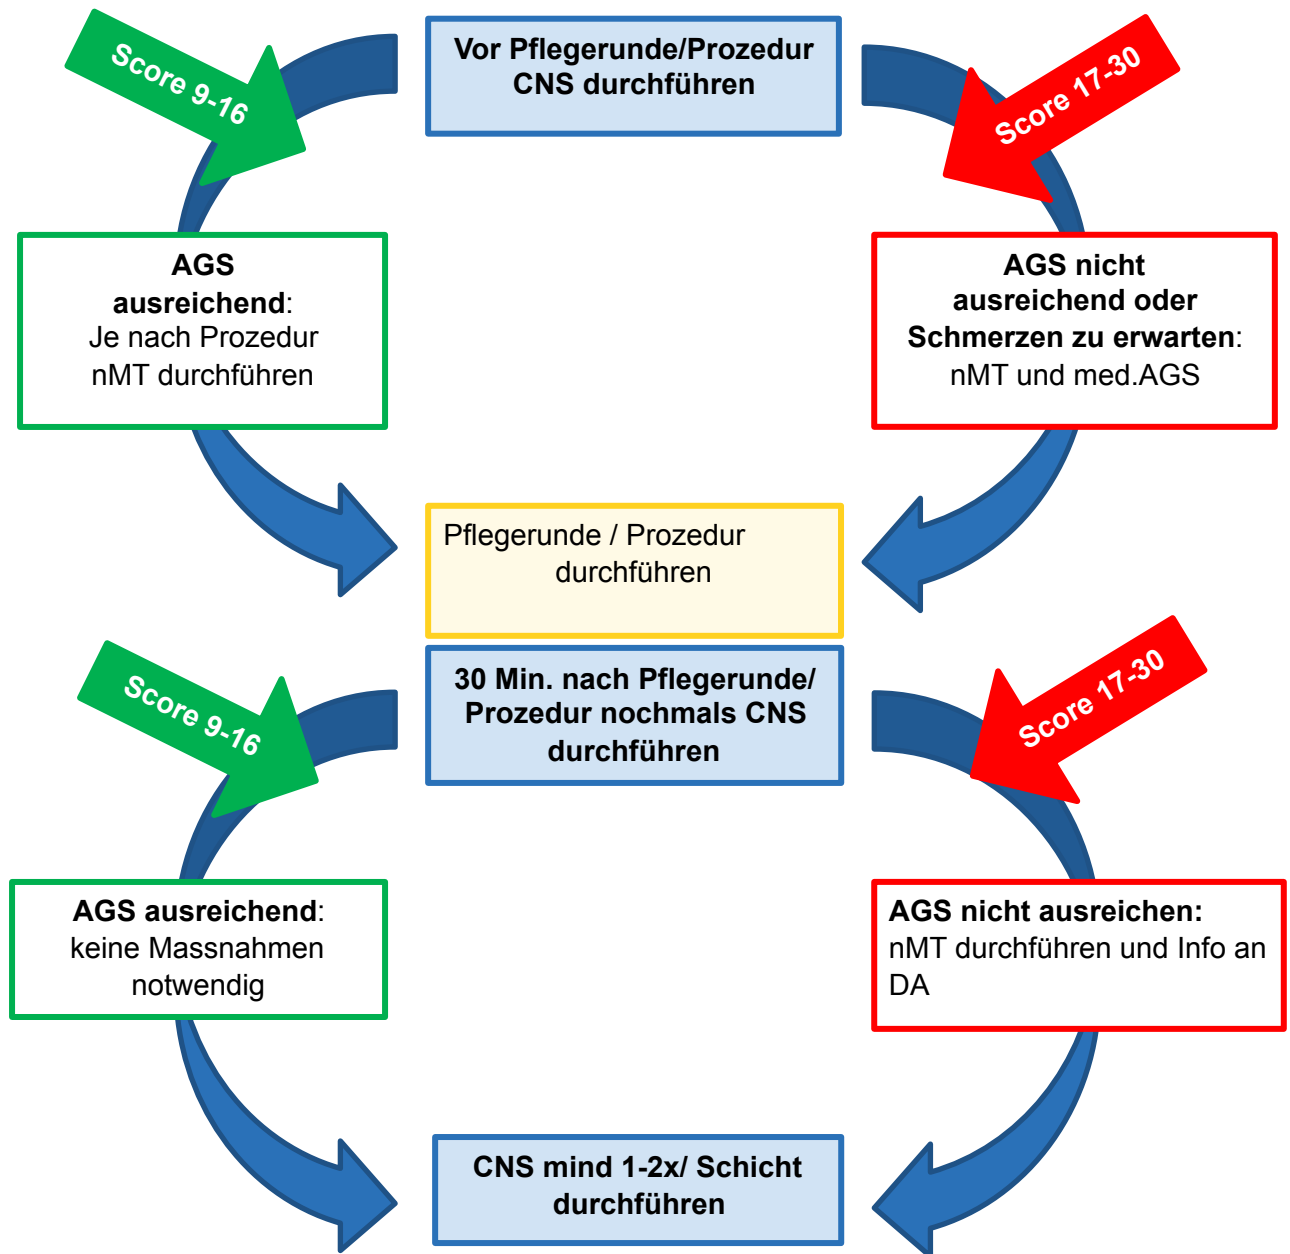 Vor Pflegerunde/Prozedur
CNS durchführen
Score 9-16
Score 17-30
AGS
ausreichend:
Je nach Prozedur
nMT durchführen
AGS nicht
ausreichend oder
Schmerzen zu erwarten:
nMT und med.AGS
Pflegerunde / Prozedur
durchführen
30 Min. nach Pflegerunde/
Prozedur nochmals CNS
durchführen
Score 9-16
Score 17-30
AGS ausreichend:
keine Massnahmen
notwendig
AGS nicht ausreichen:
nMT durchführen und Info an
DA
CNS mind 1-2x/ Schicht
durchführen